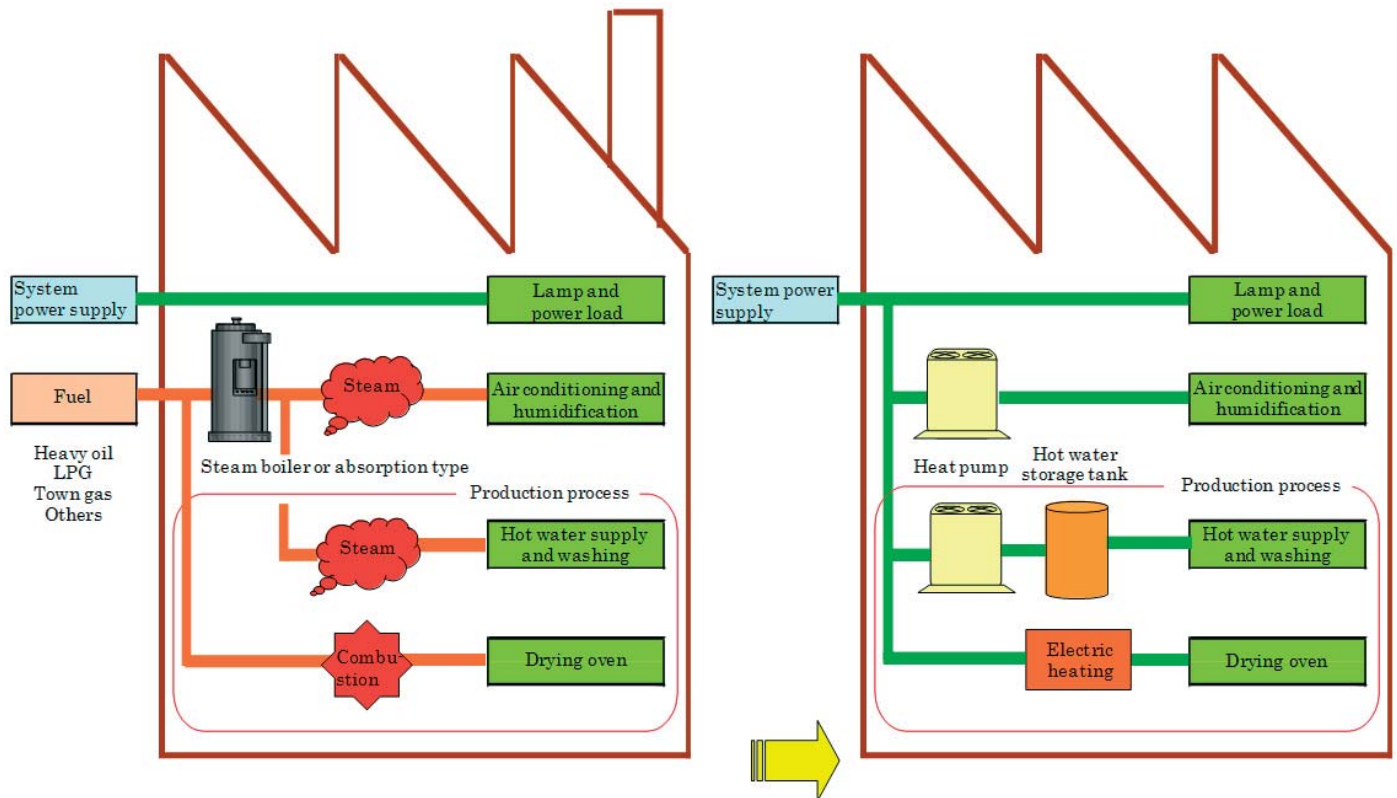 System
power supply
Lamp and
power load
Fuel
Steam
Air conditioning and
humidification
Heavy oil
LPG
Town gas
Others
Steam boiler or absorption type
Production process
Steam
Hot water supply
and washing
Combu-
stion
Drying oven
System power
supply
Lamp and
power load
Air conditioning and
humidification
Heat pump
Hot water
storage tank
Production process
Hot water supply
and washing
Electric
heating
Drying oven